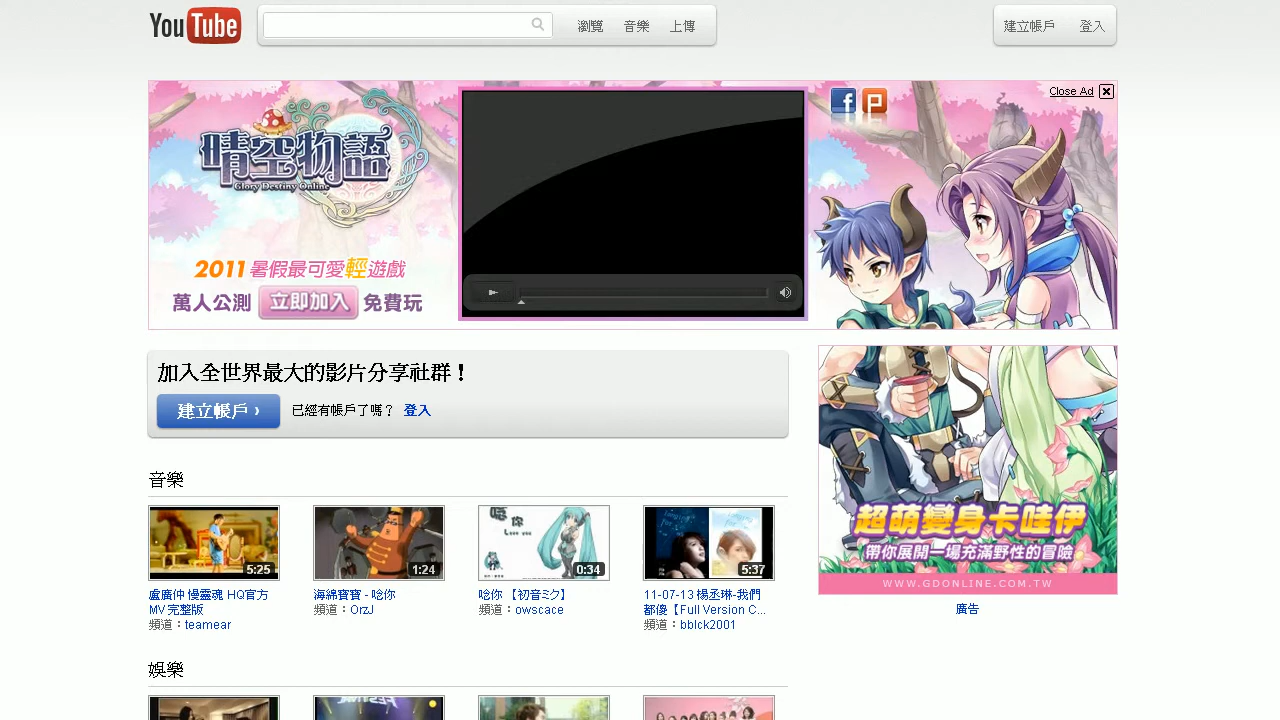 YouTube
瀏覽 音樂 上傳
建立帳戶 登入
Close Ad
晴空物語
Glory Destiny Online
2011 暑假最可愛輕遊戲
萬人公測 立即加入 免費玩
加入全世界最大的影片分享社群！
建立帳戶 ›
已經有帳戶了嗎？ 登入
音樂
5:25
盧廣仲 慢靈魂 HQ官方
MV 完整版
頻道：teamear
1:24
海綿寶寶 - 唸你
頻道：OrzJ
唸你
Love you
0:34
唸你 【初音ミク】
頻道：owscace
5:37
11-07-13 楊丞琳-我們
都傻【Full Version C...
頻道：bblck2001
超萌變身卡哇伊
帶你展開一場充滿野性的冒險
WWW.GDONLINE.COM.TW
廣告
娛樂